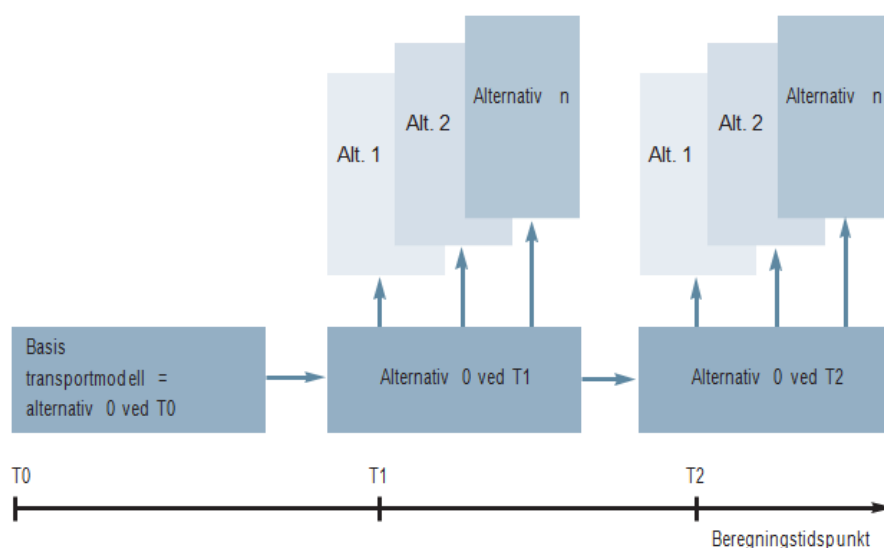 Alternativ n
Alt. 2
Alt. 1
Alternativ n
Alt. 2
Alt. 1
Basis
transportmodell =
alternativ 0 ved T0
Alternativ 0 ved T1
Alternativ 0 ved T2
T0
T1
T2
Beregningstidspunkt